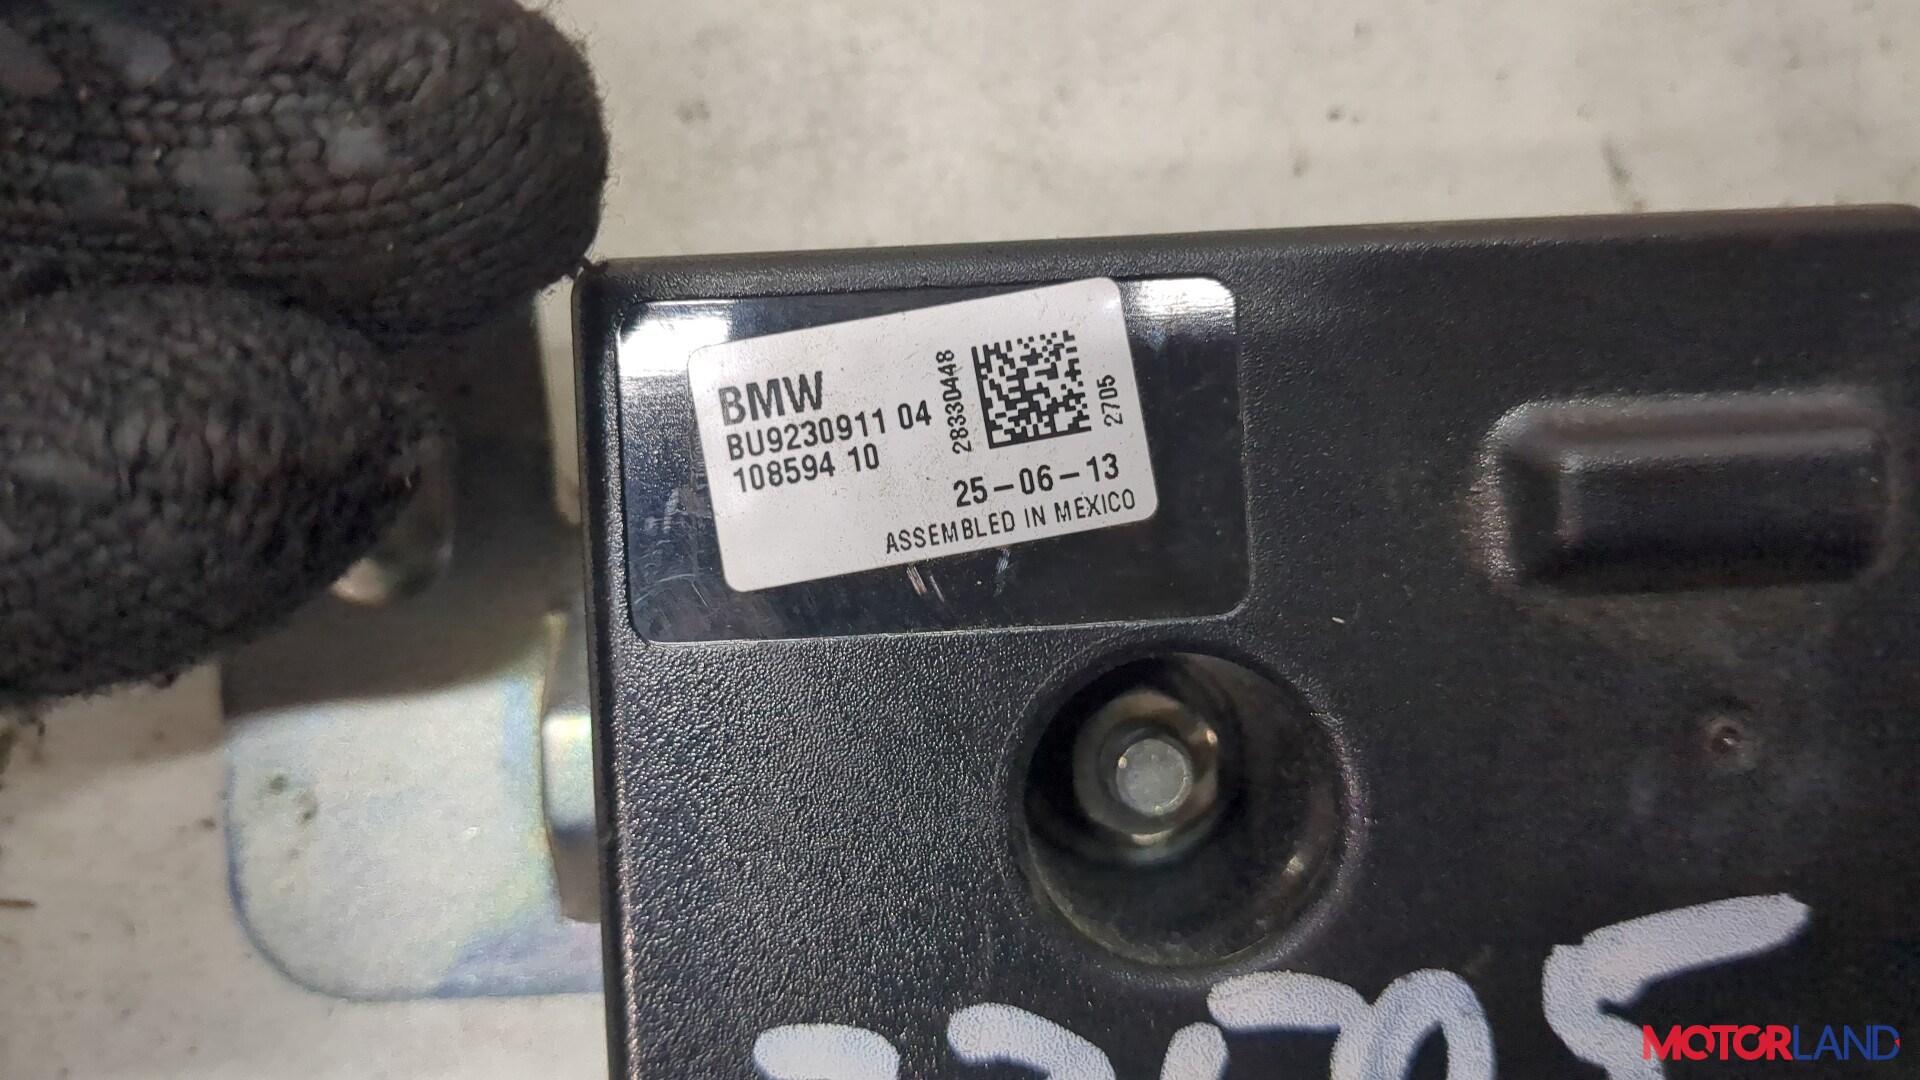 BMW
BU9230911 04
108594 10
28330448
2705
25-06-13
ASSEMBLED IN MEXICO
MOTORLAND